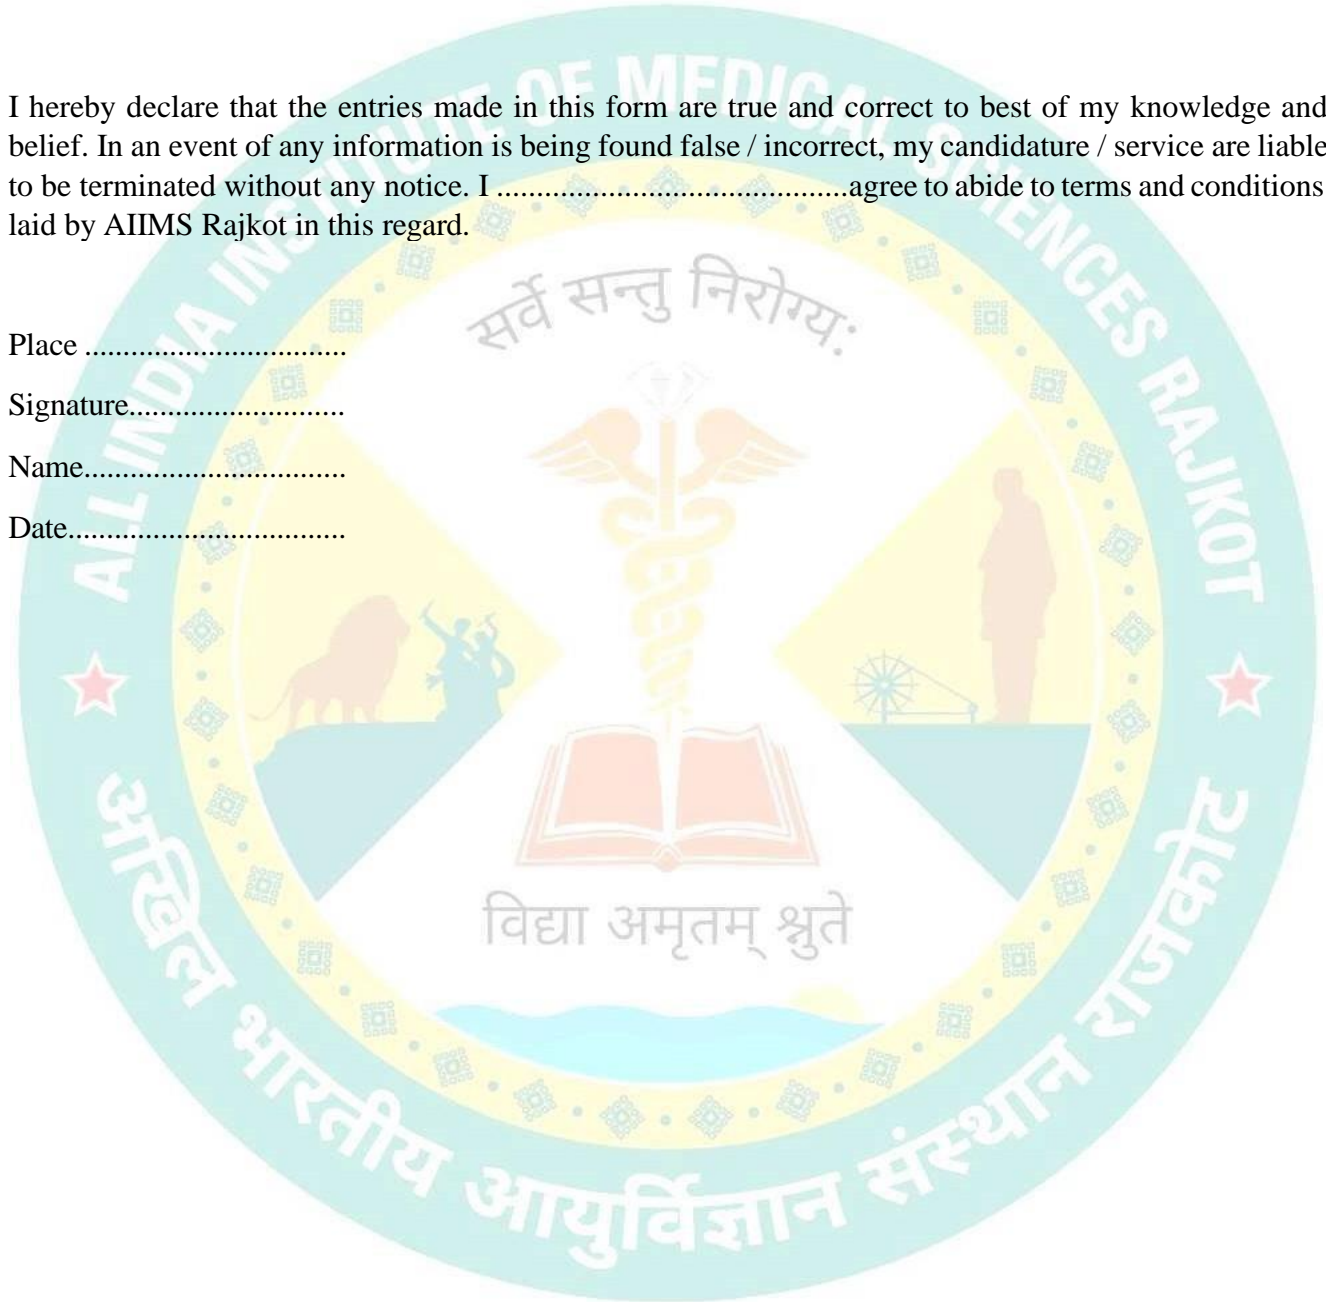 I hereby declare that the entries made in this form are true and correct to best of my knowledge and
belief. In an event of any information is being found false / incorrect, my candidature / service are liable
to be terminated without any notice. I .............................................agree to abide to terms and conditions
laid by AIIMS Rajkot in this regard.
Place ..................................
Signature............................
Name..................................
Date....................................
ALL INDIA INSTITUTE OF MEDICAL SCIENCES RAJKOT
सर्वे सन्तु निरोग्य:
विद्या अमृतम् श्रुते
अखिल भारतीय आयुर्विज्ञान संस्थान राजकोट